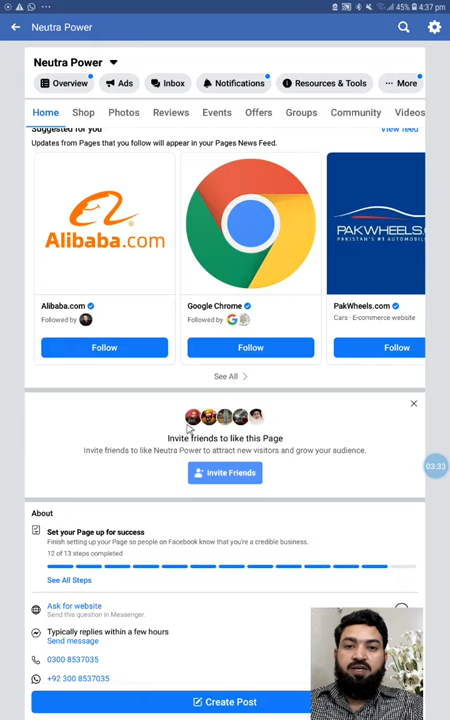 45% 4:37 pm
Neutra Power
Neutra Power
Overview
Ads
Inbox
Notifications
Resources & Tools
More
Home
Shop
Photos
Reviews
Events
Offers
Groups
Community
Videos
Suggested for you
View feed
Updates from Pages that you follow will appear in your Pages News Feed.
Alibaba.com
PAKWHEELS.C
PAKISTAN'S #1 AUTOMOBIL
Alibaba.com
Followed by
Follow
Google Chrome
Followed by
Follow
PakWheels.com
Cars · E-commerce website
Follow
See All
Invite friends to like this Page
Invite friends to like Neutra Power to attract new visitors and grow your audience.
Invite Friends
03:33
About
Set your Page up for success
Finish setting up your Page so people on Facebook know that you're a credible business.
12 of 13 steps completed
See All Steps
Ask for website
Send this question in Messenger.
Typically replies within a few hours
Send message
0300 8537035
+92 300 8537035
Create Post